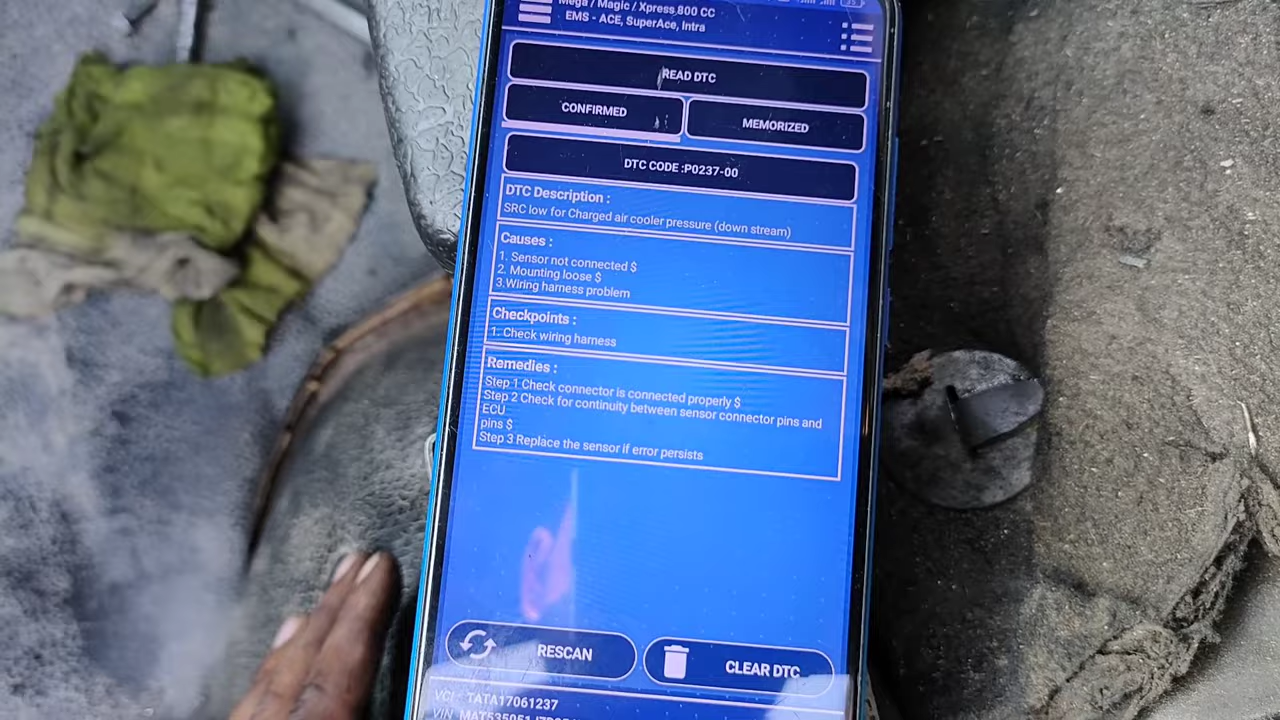 Mega / Magic / Xpress 800 CC
EMS - ACE, SuperAce, Intra
READ DTC
CONFIRMED
MEMORIZED
DTC CODE :P0237-00
DTC Description :
SRC low for Charged air cooler pressure (down stream)
Causes :
1. Sensor not connected $
2. Mounting loose $
3.Wiring harness problem
Checkpoints :
1. Check wiring harness
Remedies :
Step 1 Check connector is connected properly $
Step 2 Check for continuity between sensor connector pins and
ECU
pins $
Step 3 Replace the sensor if error persists
RESCAN
CLEAR DTC
VCI : TATA17061237
VIN